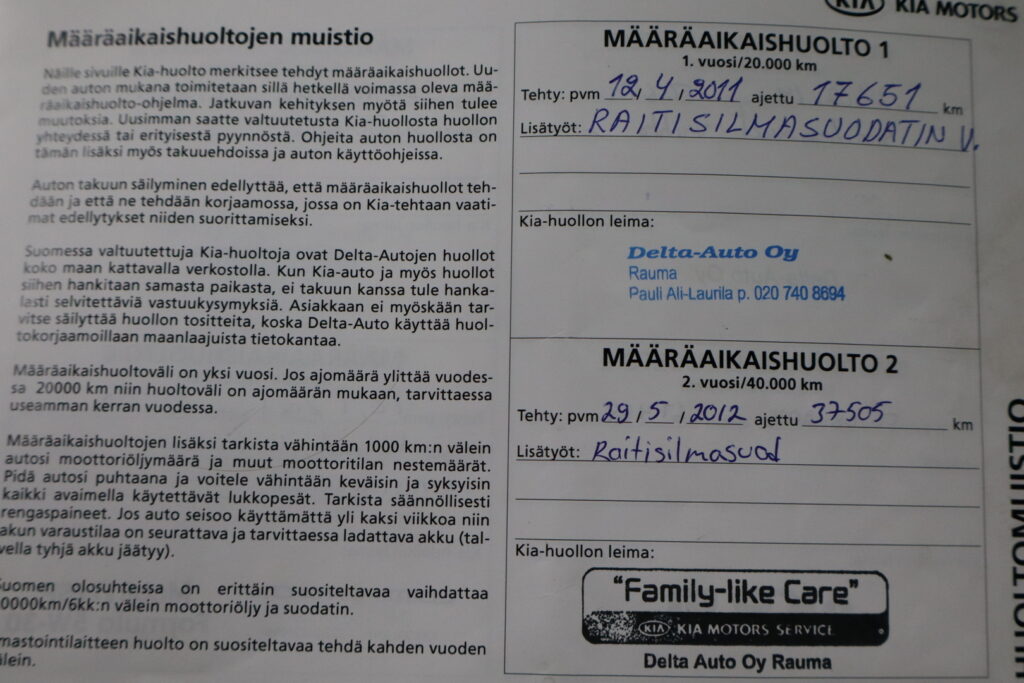 KIA KIA MOTORS
Määräaikaishuoltojen muistio
Näille sivuille Kia-huolto merkitsee tehdyt määräaikaishuollot. Uu-
den auton mukana toimitetaan sillä hetkellä voimassa oleva mää-
räaikaishuolto-ohjelma. Jatkuvan kehityksen myötä siihen tulee
muutoksia. Uusimman saatte valtuutetusta Kia-huollosta huollon
yhteydessä tai erityisestä pyynnöstä. Ohjeita auton huollosta on
tämän lisäksi myös takuuehdoissa ja auton käyttöohjeissa.
Auton takuun säilyminen edellyttää, että määräaikaishuollot teh-
dään ja että ne tehdään korjaamossa, jossa on Kia-tehtaan vaati-
mat edellytykset niiden suorittamiseksi.
Suomessa valtuutettuja Kia-huoltoja ovat Delta-Autojen huollot
koko maan kattavalla verkostolla. Kun Kia-auto ja myös huollot
siihen hankitaan samasta paikasta, ei takuun kanssa tule hanka-
lasti selvitettäviä vastuukysymyksiä. Asiakkaan ei myöskään tar-
vitse säilyttää huollon tositteita, koska Delta-Auto käyttää huol-
tokorjaamoillaan maanlaajuista tietokantaa.
Määräaikaishuoltoväli on yksi vuosi. Jos ajomäärä ylittää vuodes-
sa 20000 km niin huoltoväli on ajomäärän mukaan, tarvittaessa
useamman kerran vuodessa.
Määräaikaishuoltojen lisäksi tarkista vähintään 1000 km:n välein
autosi moottoriöljymäärä ja muut moottoritilan nestemäärät.
Pidä autosi puhtaana ja voitele vähintään keväisin ja syksyisin
kaikki avaimella käytettävät lukkopesät. Tarkista säännöllisesti
rengaspaineet. Jos auto seisoo käyttämättä yli kaksi viikkoa niin
akun varaustilaa on seurattava ja tarvittaessa ladattava akku (tal-
vella tyhjä akku jäätyy).
Suomen olosuhteissa on erittäin suositeltavaa vaihdattaa
0000km/6kk:n välein moottoriöljy ja suodatin.
mastointilaitteen huolto on suositeltavaa tehdä kahden vuoden
älein.
MÄÄRÄAIKAISHUOLTO 1
1. vuosi/20.000 km
Tehty: pvm 12, 4, 2011 ajettu 17651 km
Lisätyöt: RAITISILMASUODATIN V.
Kia-huollon leima:
Delta-Auto Oy
Rauma
Pauli Ali-Laurila p. 020 740 8694
MÄÄRÄAIKAISHUOLTO 2
2. vuosi/40.000 km
Tehty: pvm 29/5/2012 ajettu 37505 km
Lisätyöt: Raitisilmasuod
Kia-huollon leima:
"Family-like Care"
KIA KIA MOTORS SERVICE
Delta Auto Oy Rauma
HUOLTOMUISTIO